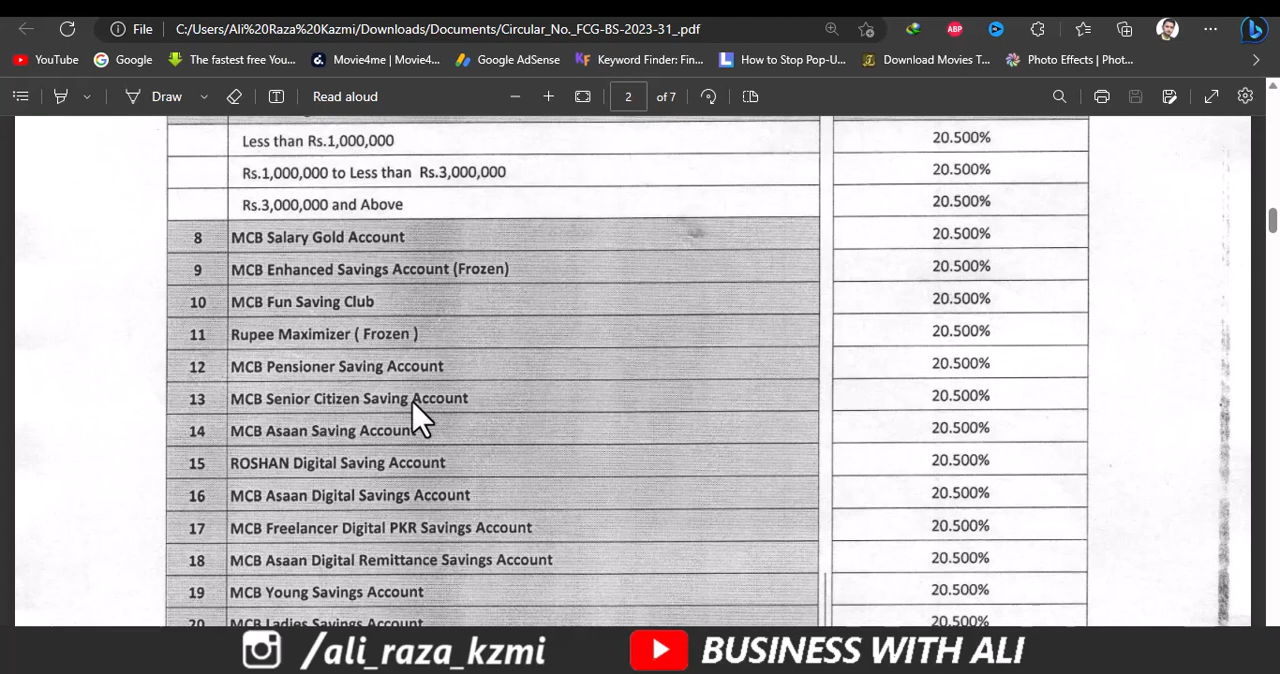 File C:/Users/Ali%20Raza%20Kazmi/Downloads/Documents/Circular_No._FCG-BS-2023-31_.pdf
YouTube Google The fastest free You... Movie4me | Movie4... Google AdSense Keyword Finder: Fin... How to Stop Pop-U... Download Movies T... Photo Effects | Phot...
Draw Read aloud 2 of 7
Less than Rs.1,000,000 20.500%
Rs.1,000,000 to Less than Rs.3,000,000 20.500%
Rs.3,000,000 and Above 20.500%
8 MCB Salary Gold Account 20.500%
9 MCB Enhanced Savings Account (Frozen) 20.500%
10 MCB Fun Saving Club 20.500%
11 Rupee Maximizer ( Frozen ) 20.500%
12 MCB Pensioner Saving Account 20.500%
13 MCB Senior Citizen Saving Account 20.500%
14 MCB Asaan Saving Account 20.500%
15 ROSHAN Digital Saving Account 20.500%
16 MCB Asaan Digital Savings Account 20.500%
17 MCB Freelancer Digital PKR Savings Account 20.500%
18 MCB Asaan Digital Remittance Savings Account 20.500%
19 MCB Young Savings Account 20.500%
20 MCB Ladies Savings Account 20.500%
/ali_raza_kzmi BUSINESS WITH ALI